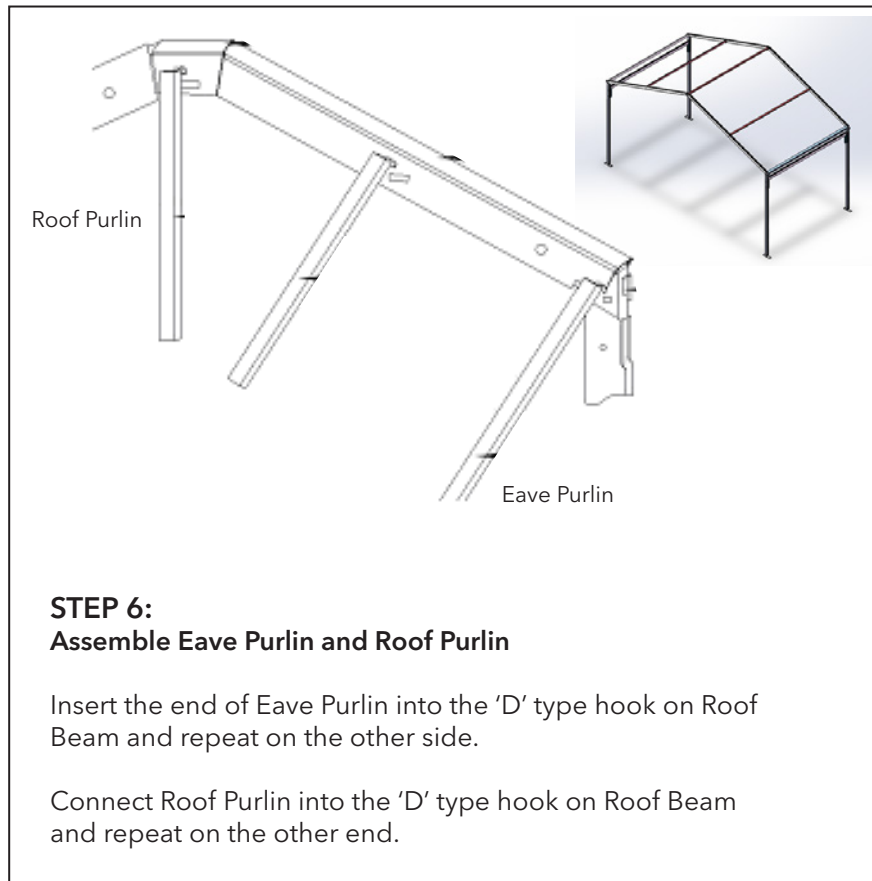 Roof Purlin
Eave Purlin
STEP 6:
Assemble Eave Purlin and Roof Purlin
Insert the end of Eave Purlin into the ‘D’ type hook on Roof
Beam and repeat on the other side.
Connect Roof Purlin into the ‘D’ type hook on Roof Beam
and repeat on the other end.